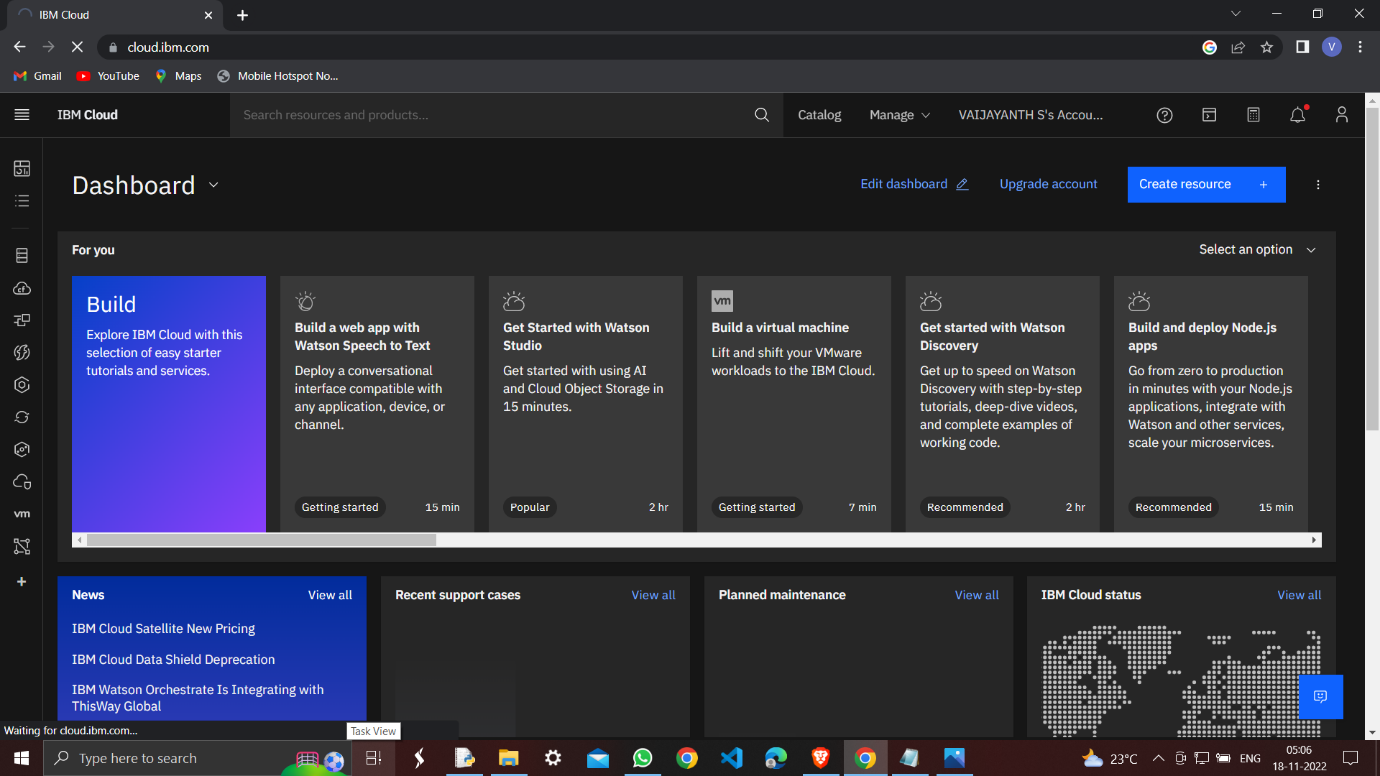 IBM Cloud
cloud.ibm.com
V
Gmail
YouTube
Maps
Mobile Hotspot No...
IBM Cloud
Search resources and products...
Catalog
Manage
VAIJAYANTH S's Accou...
Dashboard
Edit dashboard
Upgrade account
Create resource +
For you
Select an option
Build
Explore IBM Cloud with this
selection of easy starter
tutorials and services.
Build a web app with
Watson Speech to Text
Deploy a conversational
interface compatible with
any application, device, or
channel.
Getting started
15 min
Get Started with Watson
Studio
Get started with using AI
and Cloud Object Storage in
15 minutes.
Popular
2 hr
vm
Build a virtual machine
Lift and shift your VMware
workloads to the IBM Cloud.
Getting started
7 min
Get started with Watson
Discovery
Get up to speed on Watson
Discovery with step-by-step
tutorials, deep-dive videos,
and complete examples of
working code.
Recommended
2 hr
Build and deploy Node.js
apps
Go from zero to production
in minutes with your Node.js
applications, integrate with
Watson and other services,
scale your microservices.
Recommended
15 min
vm
News
View all
IBM Cloud Satellite New Pricing
IBM Cloud Data Shield Deprecation
IBM Watson Orchestrate Is Integrating with
ThisWay Global
Recent support cases
View all
Planned maintenance
View all
IBM Cloud status
View all
Waiting for cloud.ibm.com...
Task View
Type here to search
23°C
ENG
05:06
18-11-2022